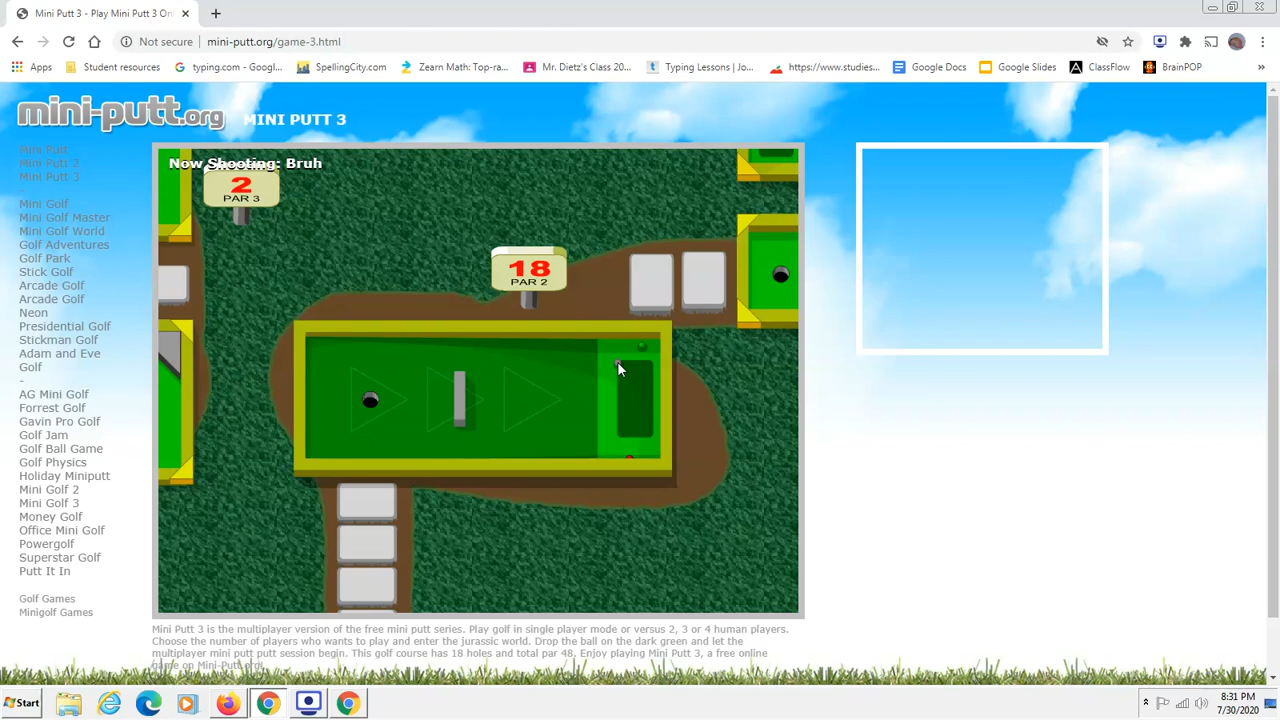 Mini Putt 3 - Play Mini Putt 3 On
Not secure
mini-putt.org/game-3.html
Apps
Student resources
typing.com - Googl...
SpellingCity.com
Zearn Math: Top-ra...
Mr. Dietz's Class 20...
Typing Lessons | Jo...
https://www.studies...
Google Docs
Google Slides
ClassFlow
BrainPOP
»
mini-putt.org
MINI PUTT 3
Mini Putt
Mini Putt 2
Mini Putt 3
-
Mini Golf
Mini Golf Master
Mini Golf World
Golf Adventures
Golf Park
Stick Golf
Arcade Golf
Arcade Golf
Neon
Presidential Golf
Stickman Golf
Adam and Eve
Golf
-
AG Mini Golf
Forrest Golf
Gavin Pro Golf
Golf Jam
Golf Ball Game
Golf Physics
Holiday Miniputt
Mini Golf 2
Mini Golf 3
Money Golf
Office Mini Golf
Powergolf
Superstar Golf
Put It In
Golf Games
Minigolf Games
Now Shooting: Bruh
2
PAR 3
18
PAR 2
Mini Putt 3 is the multiplayer version of the free mini putt series. Play golf in single player mode or versus 2, 3 or 4 human players.
Choose the number of players who wants to play and enter the jurassic world. Drop the ball on the dark green and let the
multiplayer mini putt putt session begin. This golf course has 18 holes and total par 48. Enjoy playing Mini Putt 3, a free online
game on Mini-Putt.org!
Start
8:31 PM
7/30/2020